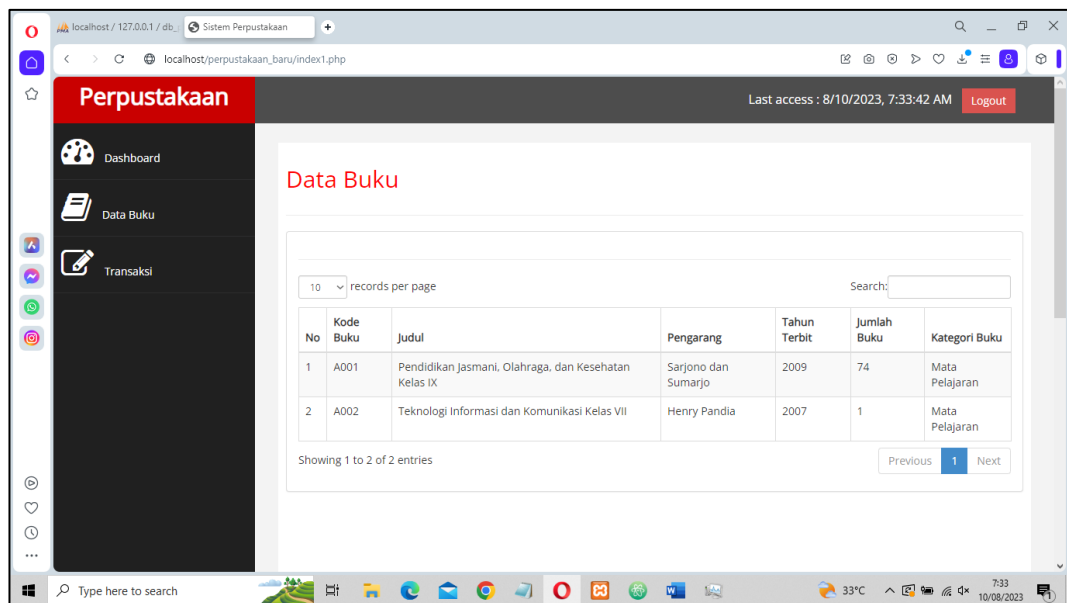 localhost / 127.0.0.1 / db_
Sistem Perpustakaan
localhost/perpustakaan_baru/index1.php
Perpustakaan
Last access : 8/10/2023, 7:33:42 AM
Logout
Dashboard
Data Buku
Transaksi
Data Buku
10 records per page
Search:
No Kode Buku Judul Pengarang Tahun Terbit Jumlah Buku Kategori Buku
1 A001 Pendidikan Jasmani, Olahraga, dan Kesehatan Kelas IX Sarjono dan Sumarjo 2009 74 Mata Pelajaran
2 A002 Teknologi Informasi dan Komunikasi Kelas VII Henry Pandia 2007 1 Mata Pelajaran
Showing 1 to 2 of 2 entries
Previous 1 Next
Type here to search
33°C
7:33
10/08/2023